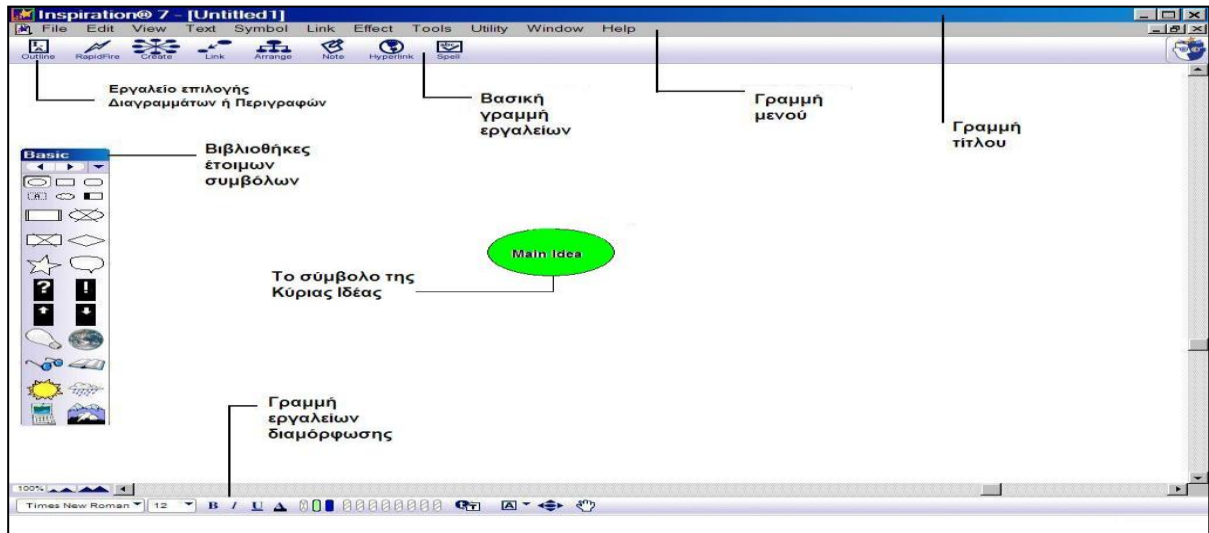 Inspiration® 7 - [Untitled1]
File Edit View Text Symbol Link Effect Tools Utility Window Help
Outline RapidFire Create Link Arrange Note Hyperlink Spell
Εργαλείο επιλογής
Διαγραμμάτων ή Περιγραφών
Βασική
γραμμή
εργαλείων
Γραμμή
μενού
Γραμμή
τίτλου
Basic
Βιβλιοθήκες
έτοιμων
συμβόλων
Main Idea
Το σύμβολο της
Κύριας Ιδέας
Γραμμή
εργαλείων
διαμόρφωσης
100%
Times New Roman 12 B I U A